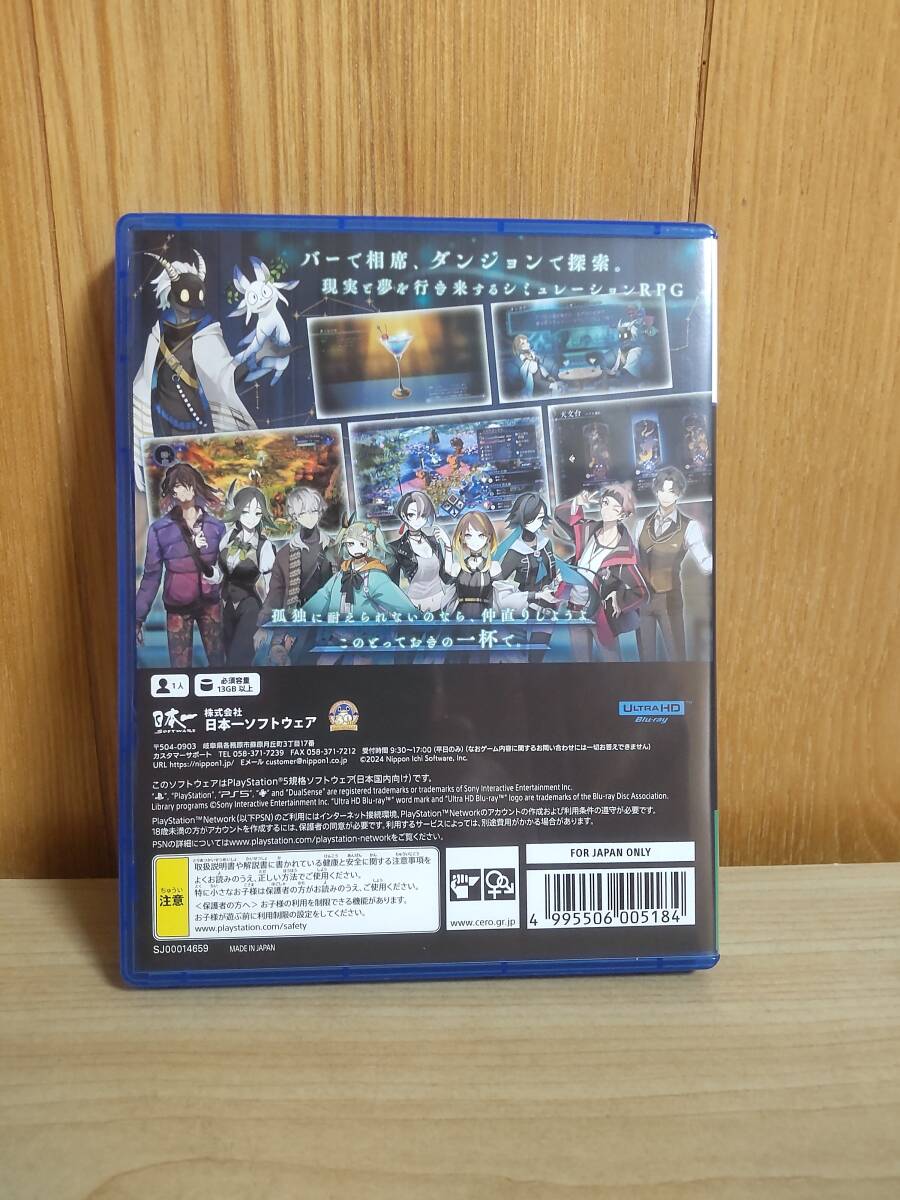 バーで相席、ダンジョンで探索。
現実と夢を行き来するシミュレーションRPG
天文台
孤独に耐えられないのなら、仲直りしようよ
このとっておきの一杯で。
1人
必須容量
13GB以上
日本一
SOFTWARE
株式会社
日本一ソフトウェア
ULTRA HD
Blu-ray
〒504-0903 岐阜県各務原市蘇原月丘町3丁目17番
カスタマーサポート TEL 058-371-7239 FAX 058-371-7212 受付時間 9:30~17:00 (平日のみ) (なおゲーム内容に関するお問い合わせには一切お答えできません)
URL https://nippon1.jp/ Eメール customer@nippon1.co.jp ©2024 Nippon Ichi Software, Inc.
このソフトウェアはPlayStation®5規格ソフトウェア(日本国内向け)です。
"PlayStation", "PS5", and "DualSense" are registered trademarks or trademarks of Sony Interactive Entertainment Inc.
Library programs ©Sony Interactive Entertainment Inc. "Ultra HD Blu-ray™" word mark and "Ultra HD Blu-ray™" logo are trademarks of the Blu-ray Disc Association.
PlayStation™Network (以下PSN)のご利用にはインターネット接続環境、PlayStation™Networkのアカウントの作成および利用条件の遵守が必要です。
18歳未満の方がアカウントを作成するには、保護者の同意が必要です。利用するサービスによっては、別途費用がかかる場合があります。
PSNの詳細についてはwww.playstation.com/playstation-networkをご覧ください。
ちゅうい
注意
取扱説明書や解説書に書かれている健康と安全に関する注意事項を
よくお読みのうえ、正しい方法でご使用ください。
特に小さなお子様は保護者の方がお読みのうえ、ご使用ください。
<保護者の方へ> お子様の利用を制限できる機能があります。
お子様が遊ぶ前に利用制限の設定をしてください。
www.playstation.com/safety
www.cero.gr.jp
FOR JAPAN ONLY
4 995506 005184
SJ00014659 MADE IN JAPAN